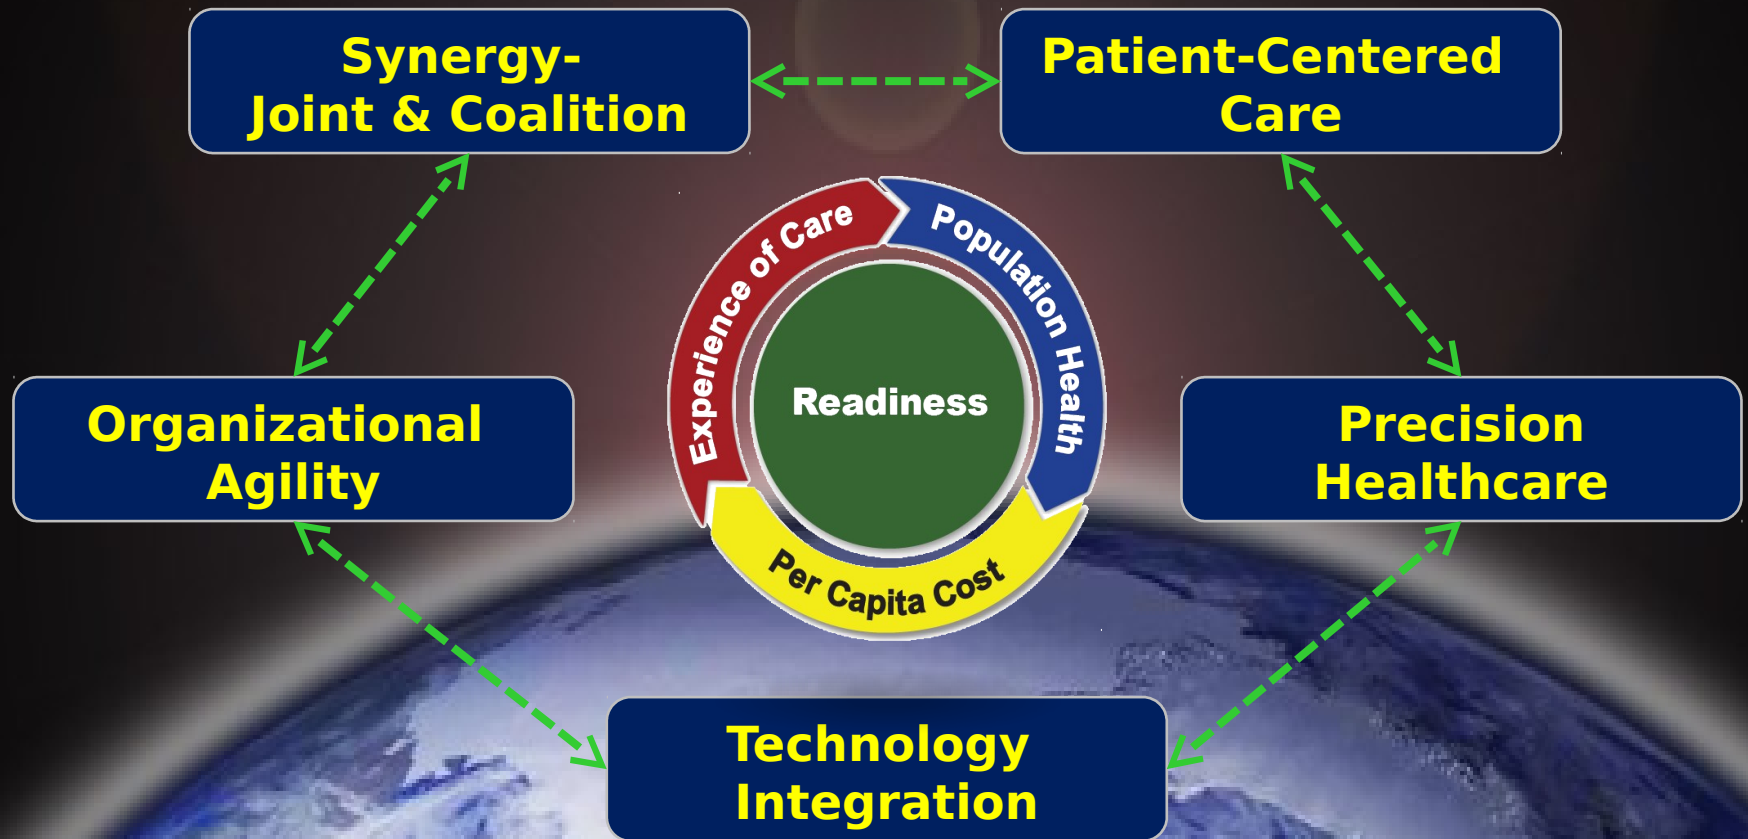 Synergy-
Joint & Coalition
Patient-Centered
Care
Experience of Care
Population Health
Readiness
Per Capita Cost
Organizational
Agility
Precision
Healthcare
Technology
Integration